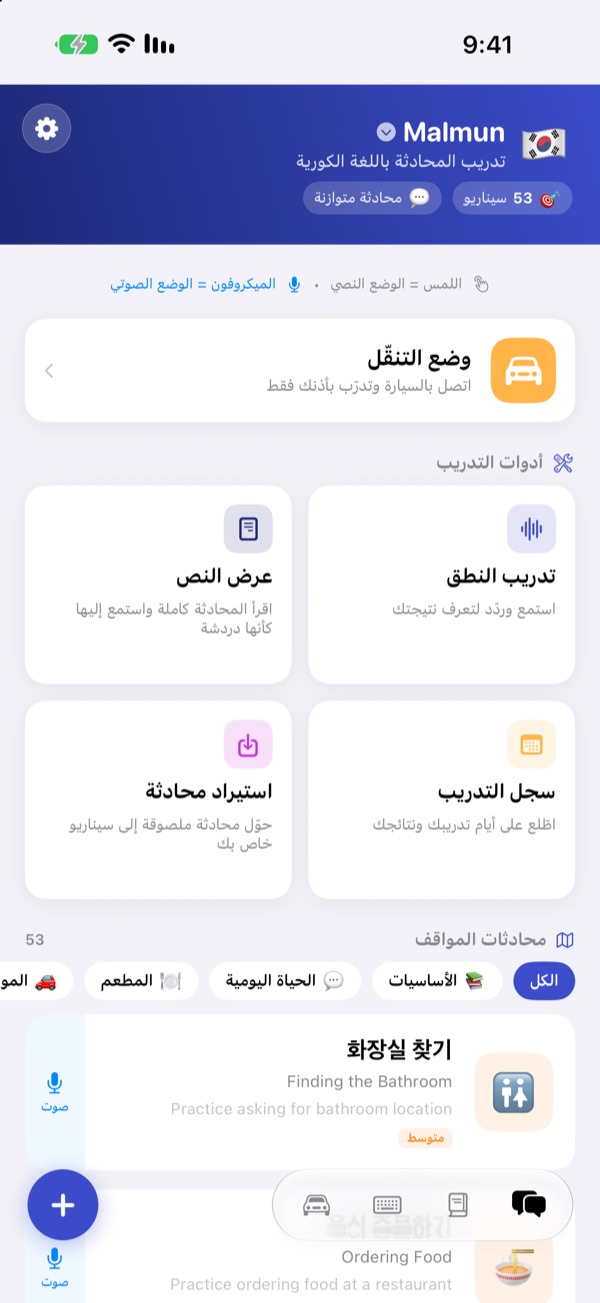 9:41
Malmun
تدريب المحادثة باللغة الكورية
53 سيناريو
محادثة متوازنة
اللمس = الوضع النصي • الميكروفون = الوضع الصوتي
وضع التنقّل
اتصل بالسيارة وتدرّب بأذنك فقط
أدوات التدريب
تدريب النطق
استمع وردّد لتعرف نتيجتك
عرض النص
اقرأ المحادثة كاملة واستمع إليها
كأنها دردشة
سجل التدريب
اطّلع على أيام تدريبك ونتائجك
استيراد محادثة
حوّل محادثة ملصوقة إلى سيناريو
خاص بك
محادثات المواقف
53
الكل
الأساسيات
الحياة اليومية
المطعم
المو
화장실 찾기
Finding the Bathroom
Practice asking for bathroom location
متوسط
صوت
Ordering Food
Practice ordering food at a restaurant
صوت